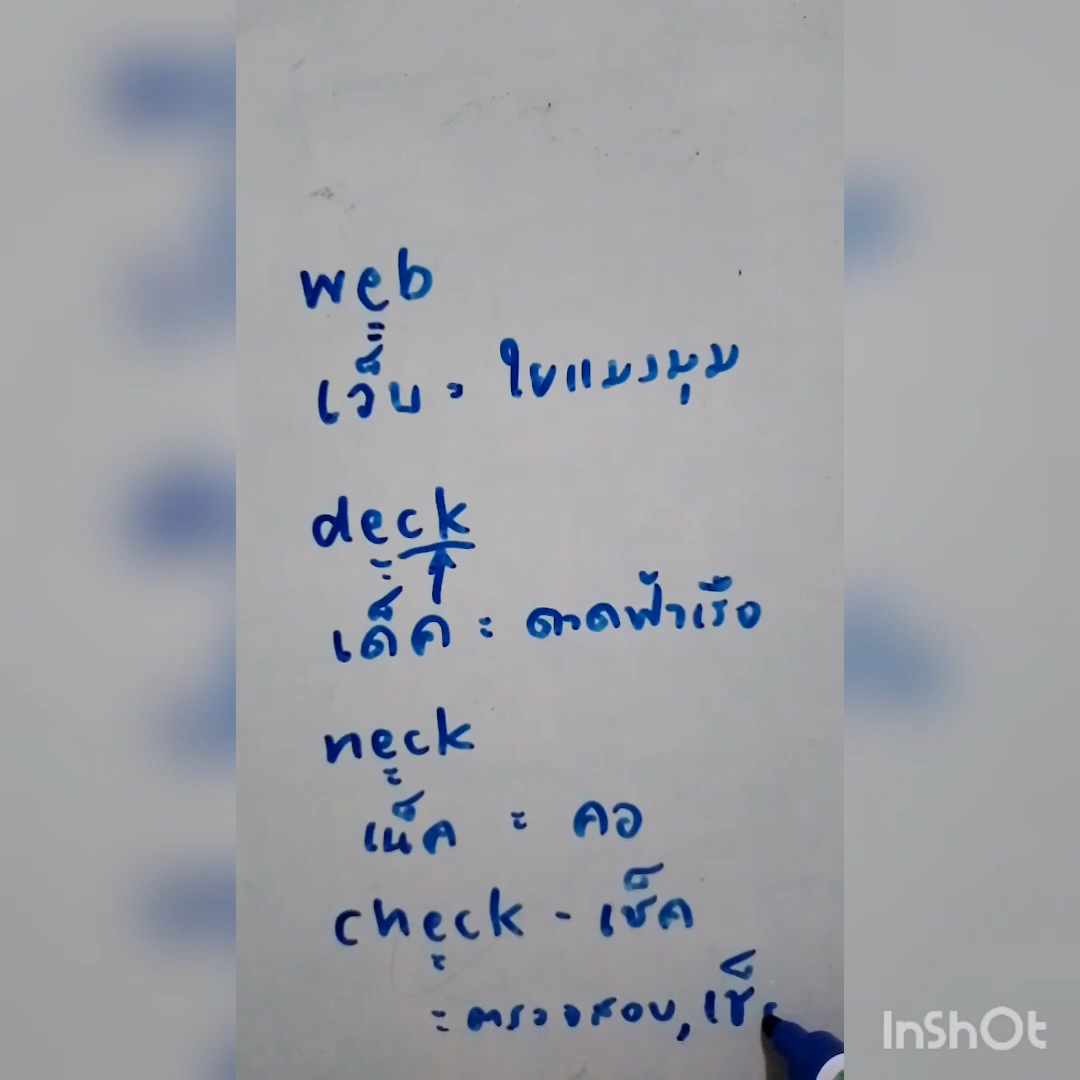 web
เว็บ = ใยแมงมุม
deck
เด็ค = ดาดฟ้าเรือ
neck
เน็ค = คอ
check - เช็ค
= ตรวจสอบ, เช็
InShOt